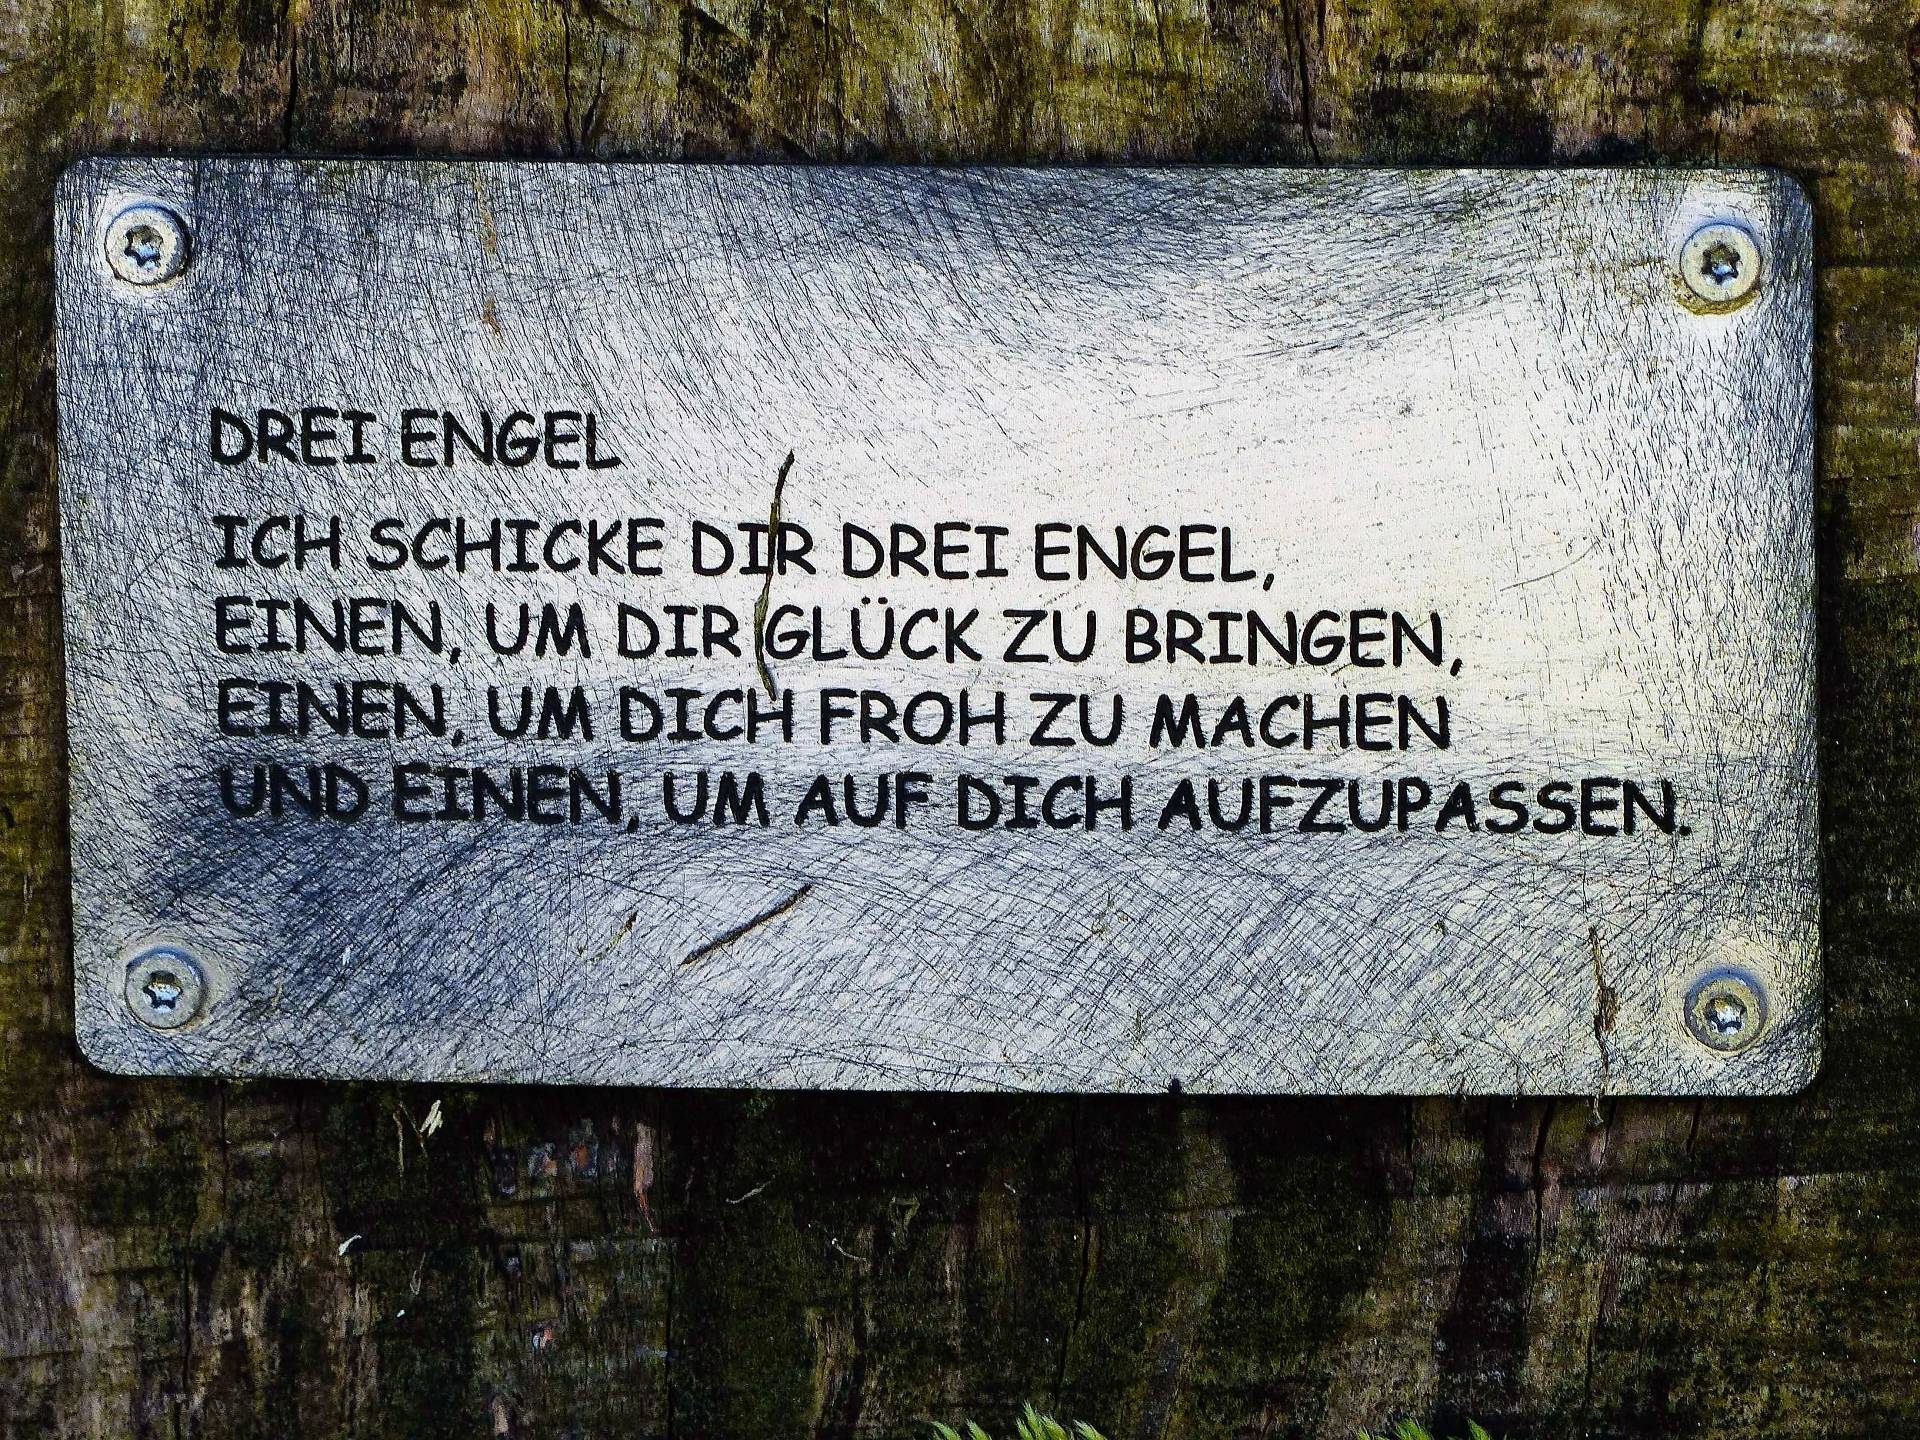 DREI ENGEL
ICH SCHICKE DIR DREI ENGEL,
EINEN, UM DIR GLÜCK ZU BRINGEN,
EINEN, UM DICH FROH ZU MACHEN
UND EINEN, UM AUF DICH AUFZUPASSEN.